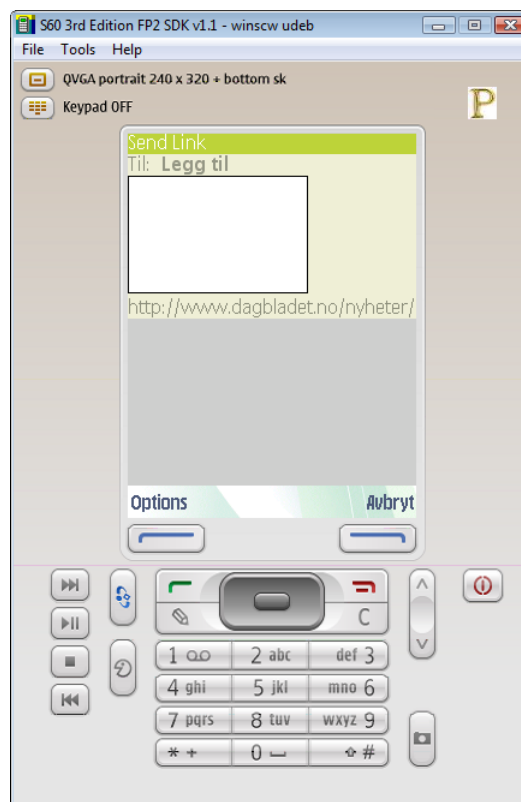 S60 3rd Edition FP2 SDK v1.1 - winscw udeb
File Tools Help
QVGA portrait 240 x 320 + bottom sk
Keypad OFF
P
Send Link
Til: Legg til
http://www.dagbladet.no/nyheter/
Options Avbryt
C
1 2 abc def 3
4 ghi 5 jkl mno 6
7 pqrs 8 tuv wxyz 9
* + 0 #